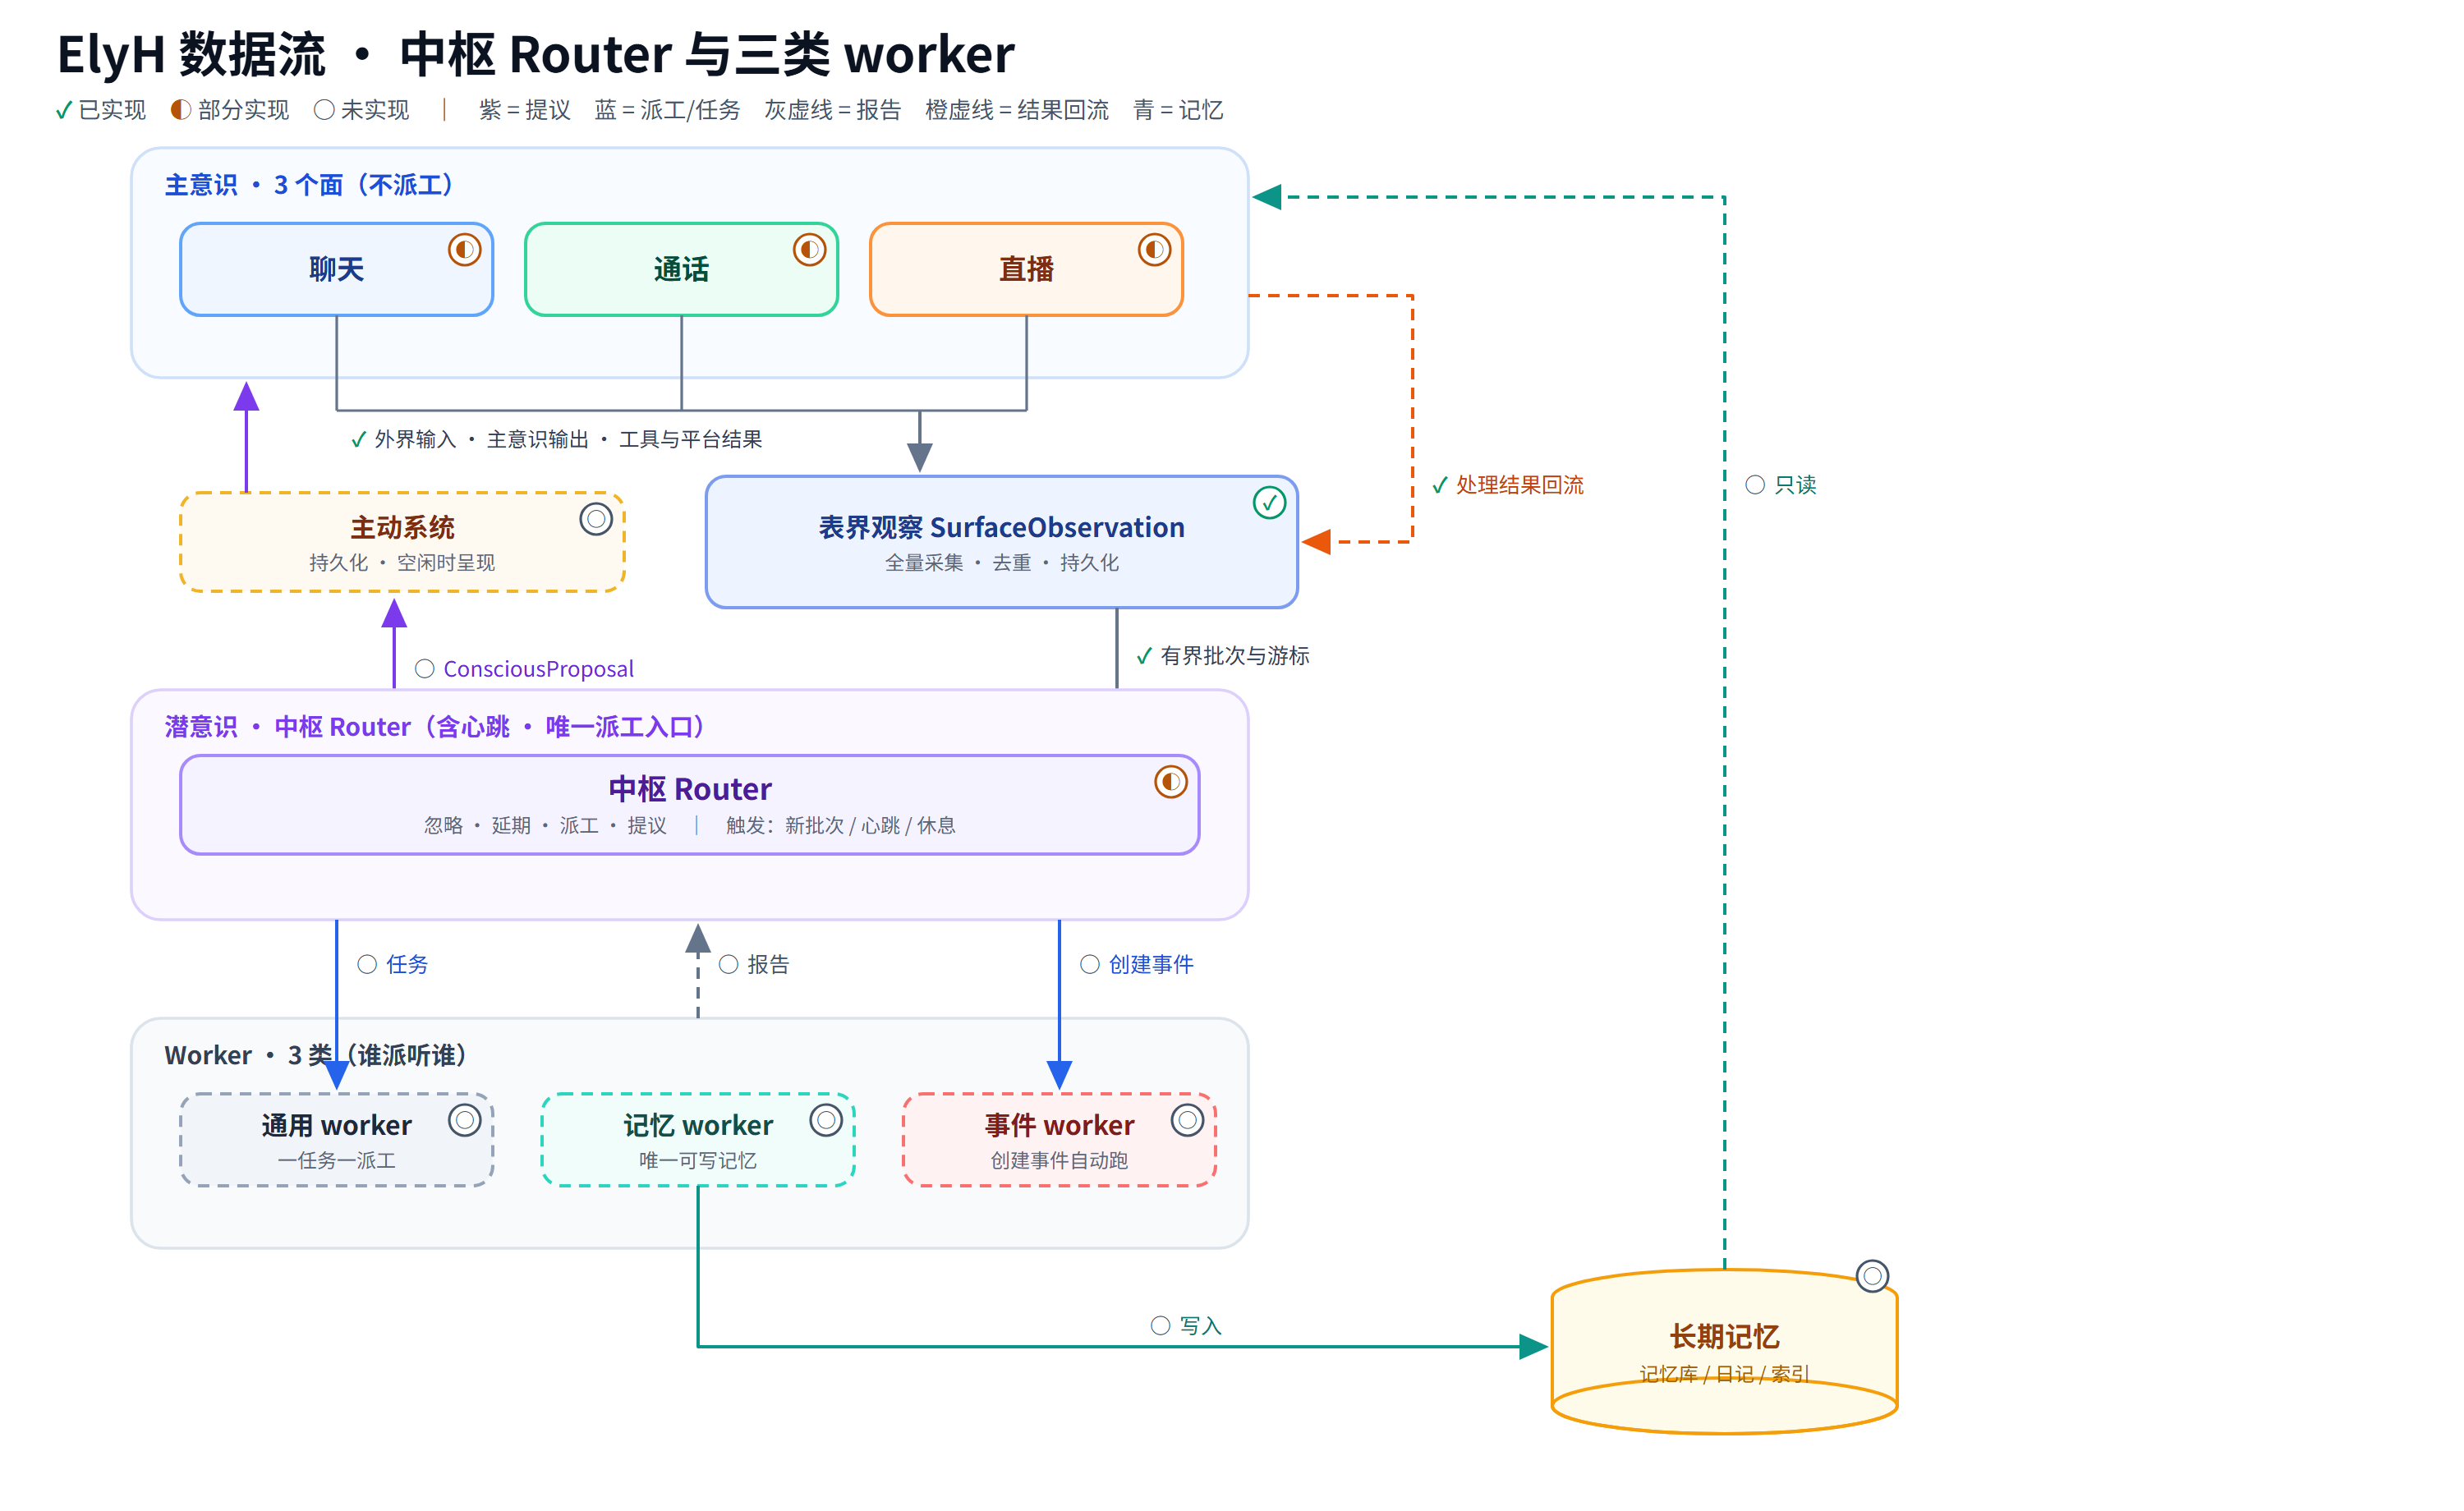 ElyH 数据流 · 中枢 Router 与三类 worker
✓ 已实现 ◐ 部分实现 ○ 未实现 ｜ 紫 = 提议 蓝 = 派工/任务 灰虚线 = 报告 橙虚线 = 结果回流 青 = 记忆
主意识 · 3 个面（不派工）
聊天 ◐
通话 ◐
直播 ◐
✓ 外界输入 · 主意识输出 · 工具与平台结果
✓ 处理结果回流
○ 只读
主动系统 ○
持久化 · 空闲时呈现
表界观察 SurfaceObservation ✓
全量采集 · 去重 · 持久化
○ ConsciousProposal
✓ 有界批次与游标
潜意识 · 中枢 Router（含心跳 · 唯一派工入口）
中枢 Router ◐
忽略 · 延期 · 派工 · 提议 ｜ 触发：新批次 / 心跳 / 休息
○ 任务
○ 报告
○ 创建事件
Worker · 3 类（谁派听谁）
通用 worker ○
一任务一派工
记忆 worker ○
唯一可写记忆
事件 worker ○
创建事件自动跑
○ 写入
○
长期记忆
记忆库 / 日记 / 索引